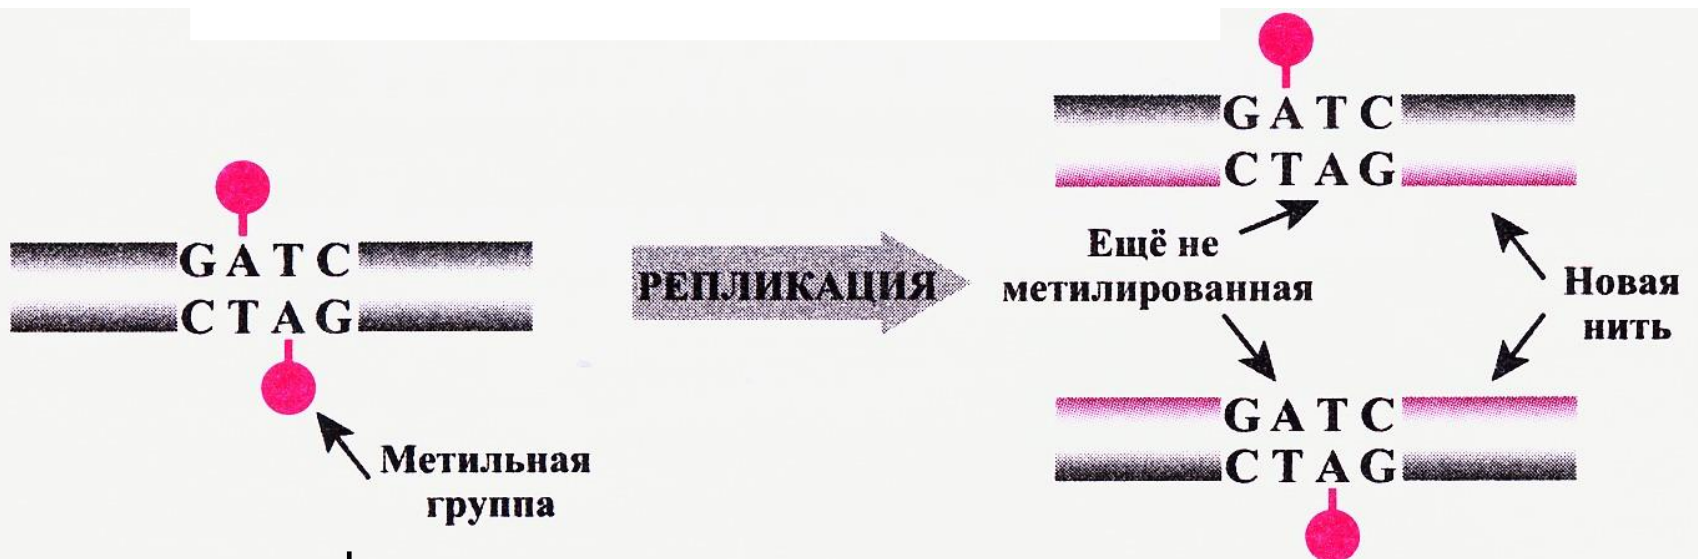 GATC
CTAG
Метильная
группа
РЕПЛИКАЦИЯ
GATC
CTAG
Ещё не
метилированная
Новая
нить
GATC
CTAG